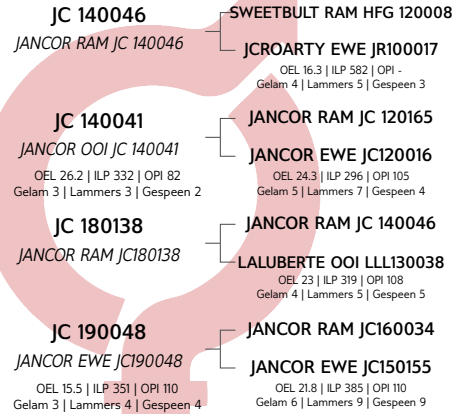 JC 140046
JANCOR RAM JC 140046
SWEETBULT RAM HFG 120008
JCROARTY EWE JR100017
OEL 16.3 | ILP 582 | OPI -
Gelam 4 | Lammers 5 | Gespeen 3
JC 140041
JANCOR OOI JC 140041
OEL 26.2 | ILP 332 | OPI 82
Gelam 3 | Lammers 3 | Gespeen 2
JANCOR RAM JC 120165
JANCOR EWE JC120016
OEL 24.3 | ILP 296 | OPI 105
Gelam 5 | Lammers 7 | Gespeen 4
JC 180138
JANCOR RAM JC180138
JANCOR RAM JC 140046
LALUBERTE OOI LLL130038
OEL 23 | ILP 319 | OPI 108
Gelam 4 | Lammers 5 | Gespeen 5
JC 190048
JANCOR EWE JC190048
OEL 15.5 | ILP 351 | OPI 110
Gelam 3 | Lammers 4 | Gespeen 4
JANCOR RAM JC160034
JANCOR EWE JC150155
OEL 21.8 | ILP 385 | OPI 110
Gelam 6 | Lammers 9 | Gespeen 9